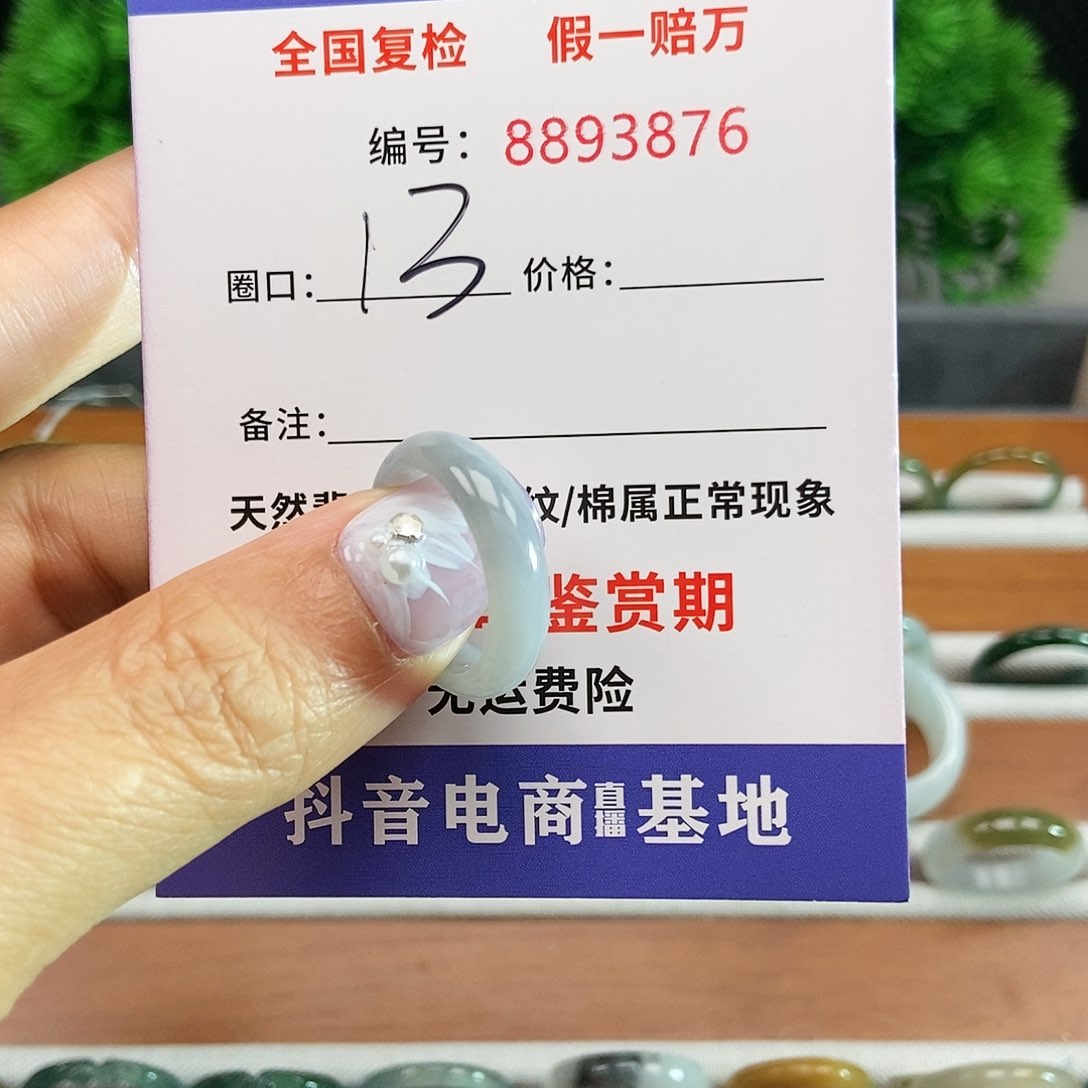 全国复检 假一赔万
编号：8893876
圈口：13 价格：
备注：
天然 纹/棉属正常现象
鉴赏期
无运费险
抖音电商直播基地